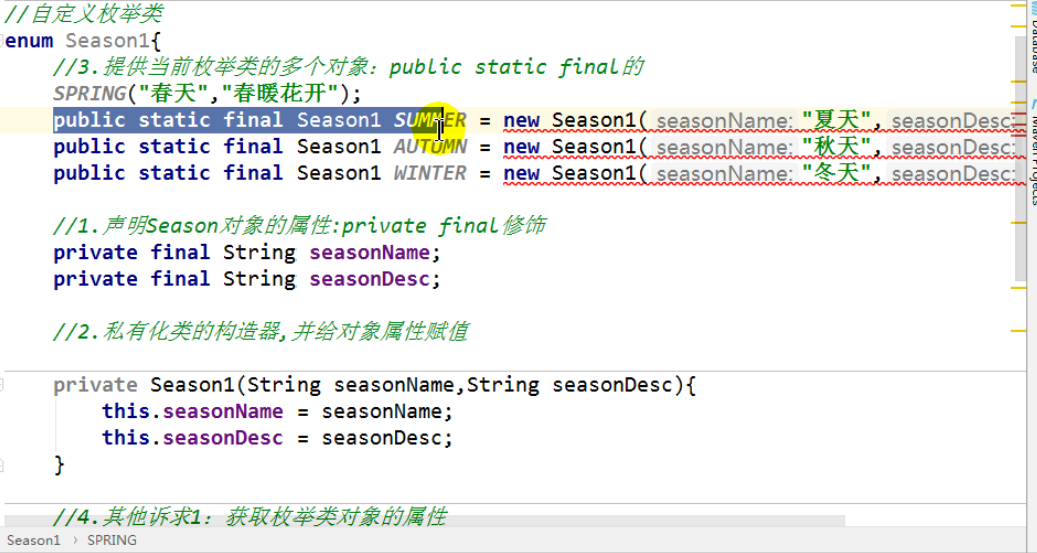 //自定义枚举类
enum Season1{
//3.提供当前枚举类的多个对象：public static final的
SPRING("春天","春暖花开");
public static final Season1 SUMMER = new Season1( seasonName: "夏天", seasonDesc:
public static final Season1 AUTUMN = new Season1( seasonName: "秋天", seasonDesc:
public static final Season1 WINTER = new Season1( seasonName: "冬天", seasonDesc:
//1.声明Season对象的属性:private final修饰
private final String seasonName;
private final String seasonDesc;
//2.私有化类的构造器,并给对象属性赋值
private Season1(String seasonName,String seasonDesc){
this.seasonName = seasonName;
this.seasonDesc = seasonDesc;
}
//4.其他诉求1：获取枚举类对象的属性
Season1 › SPRING
Database
Maven Projects